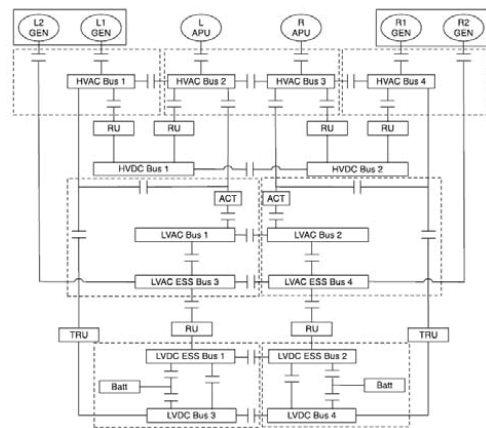 L2 GEN L1 GEN L APU R APU R1 GEN R2 GEN
HVAC Bus 1 HVAC Bus 2 HVAC Bus 3 HVAC Bus 4
RU RU RU RU
HVDC Bus 1 HVDC Bus 2
ACT ACT
LVAC Bus 1 LVAC Bus 2
LVAC ESS Bus 3 LVAC ESS Bus 4
TRU RU RU TRU
LVDC ESS Bus 1 LVDC ESS Bus 2
Batt Batt
LVDC Bus 3 LVDC Bus 4